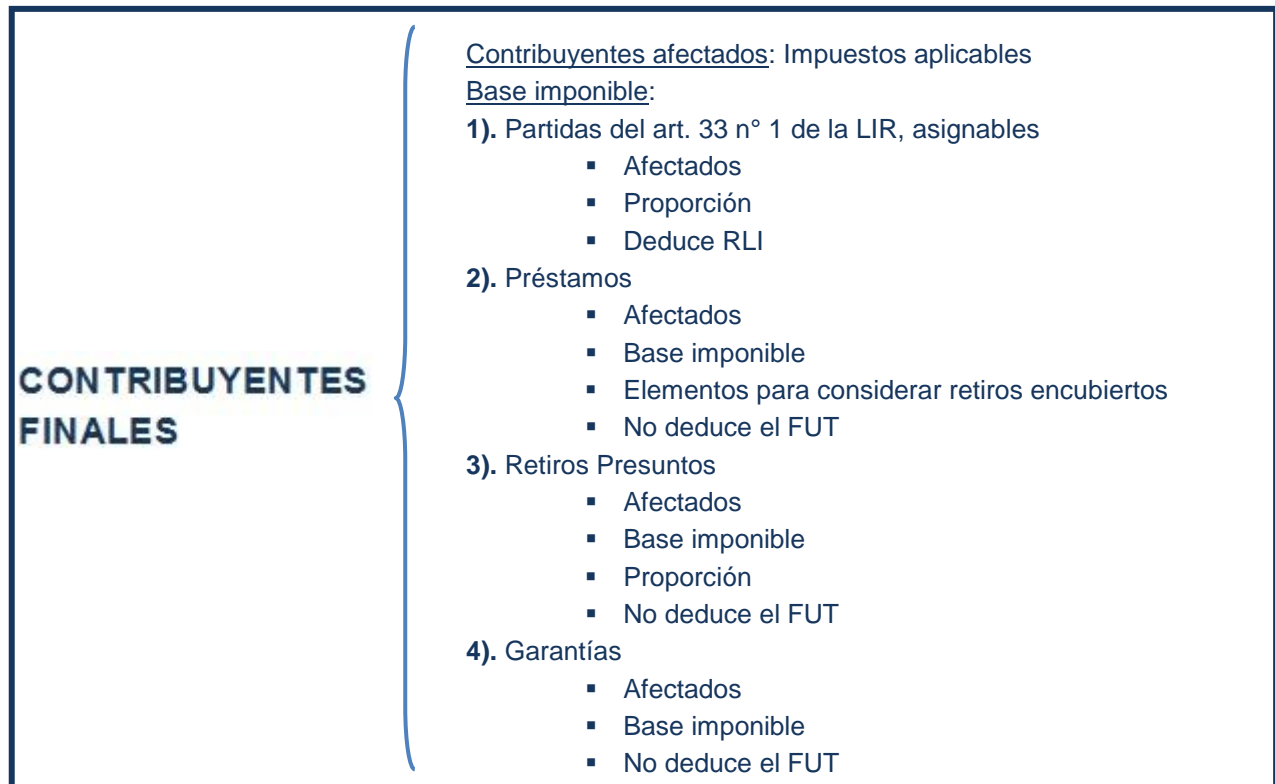 CONTRIBUYENTES
FINALES
Contribuyentes afectados: Impuestos aplicables
Base imponible:
1). Partidas del art. 33 n° 1 de la LIR, asignables
▪ Afectados
▪ Proporción
▪ Deduce RLI
2). Préstamos
▪ Afectados
▪ Base imponible
▪ Elementos para considerar retiros encubiertos
▪ No deduce el FUT
3). Retiros Presuntos
▪ Afectados
▪ Base imponible
▪ Proporción
▪ No deduce el FUT
4). Garantías
▪ Afectados
▪ Base imponible
▪ No deduce el FUT